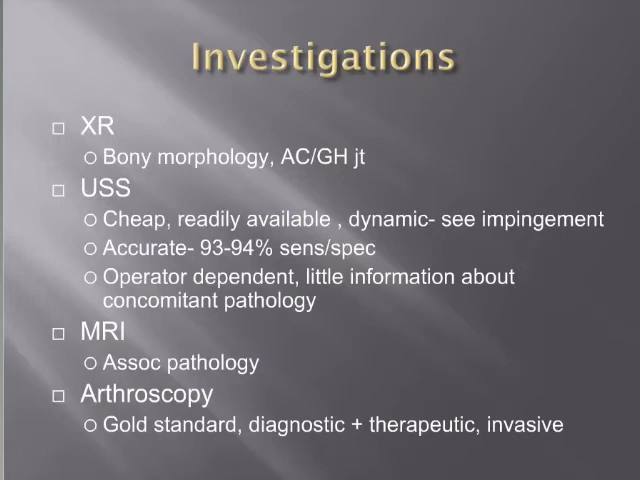 Investigations
XR
Bony morphology, AC/GH jt
USS
Cheap, readily available , dynamic- see impingement
Accurate- 93-94% sens/spec
Operator dependent, little information about
concomitant pathology
MRI
Assoc pathology
Arthroscopy
Gold standard, diagnostic + therapeutic, invasive